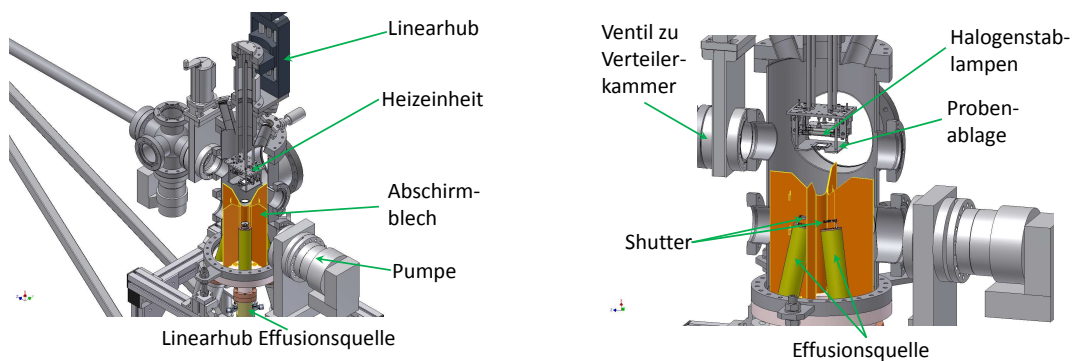 Linearhub
Heizeinheit
Abschirm-
blech
Pumpe
Linearhub Effusionsquelle
Ventil zu
Verteiler-
kammer
Halogenstab-
lampen
Proben-
ablage
Shutter
Effusionsquelle